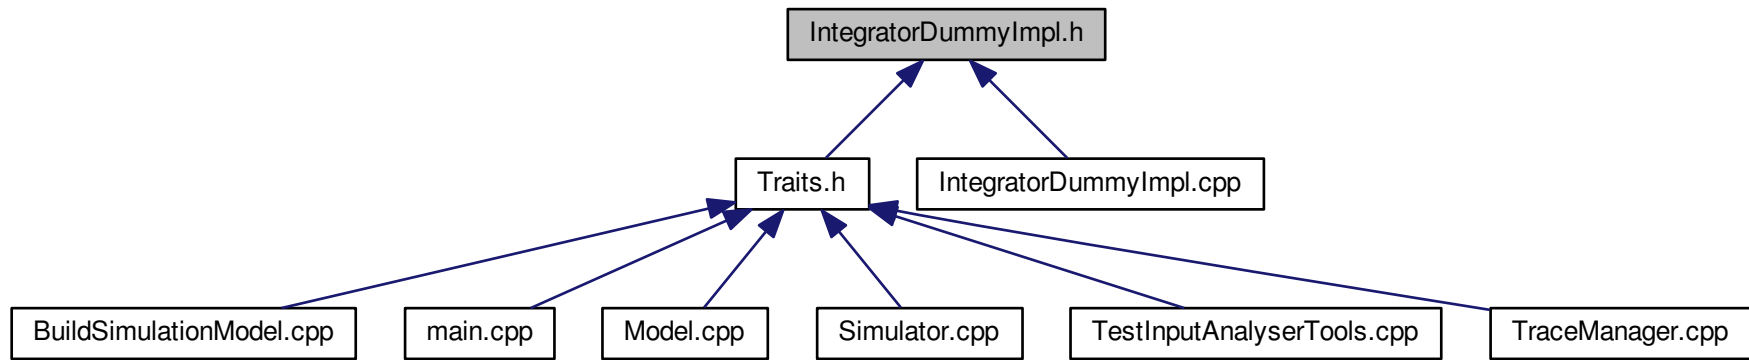 IntegratorDummyImpl.h
Traits.h
IntegratorDummyImpl.cpp
BuildSimulationModel.cpp
main.cpp
Model.cpp
Simulator.cpp
TestInputAnalyserTools.cpp
TraceManager.cpp